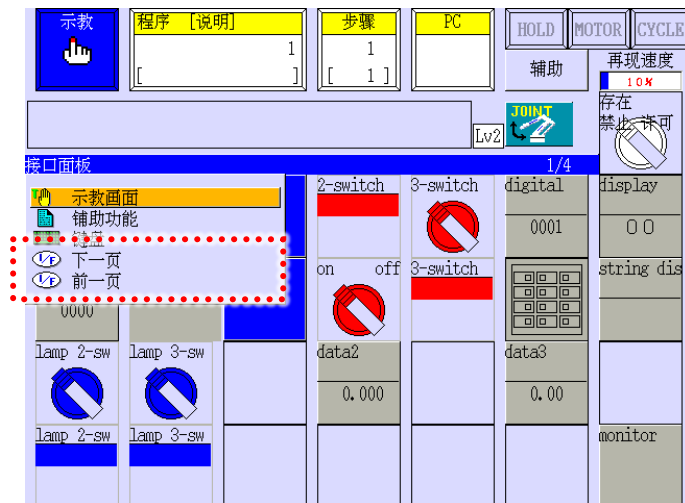 示教
程序 [说明]
1
[ ]
步骤
1
[ 1 ]
PC
HOLD
MOTOR
CYCLE
辅助
再现速度
10%
JOINT
Lv2
存在
禁止 许可
接口面板
1/4
示教画面
辅助功能
键盘
I/F 下一页
I/F 前一页
2-switch
3-switch
digital
0001
display
00
on off
3-switch
string dis
0000
lamp 2-sw
lamp 3-sw
data2
0.000
data3
0.00
lamp 2-sw
lamp 3-sw
monitor